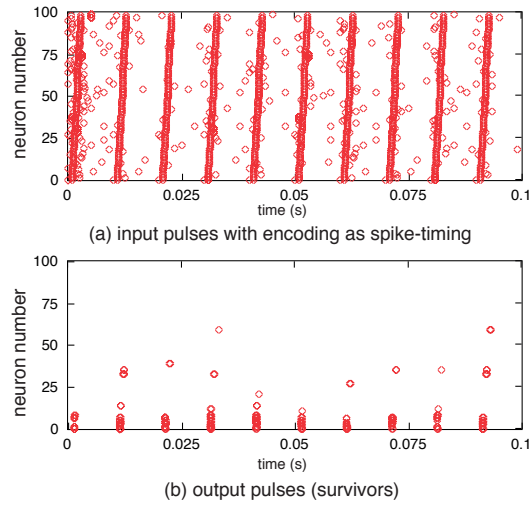 neuron number
100
75
50
25
0
0 0.025 0.05 0.075 0.1
time (s)
(a) input pulses with encoding as spike-timing
neuron number
100
75
50
25
0
0 0.025 0.05 0.075 0.1
time (s)
(b) output pulses (survivors)